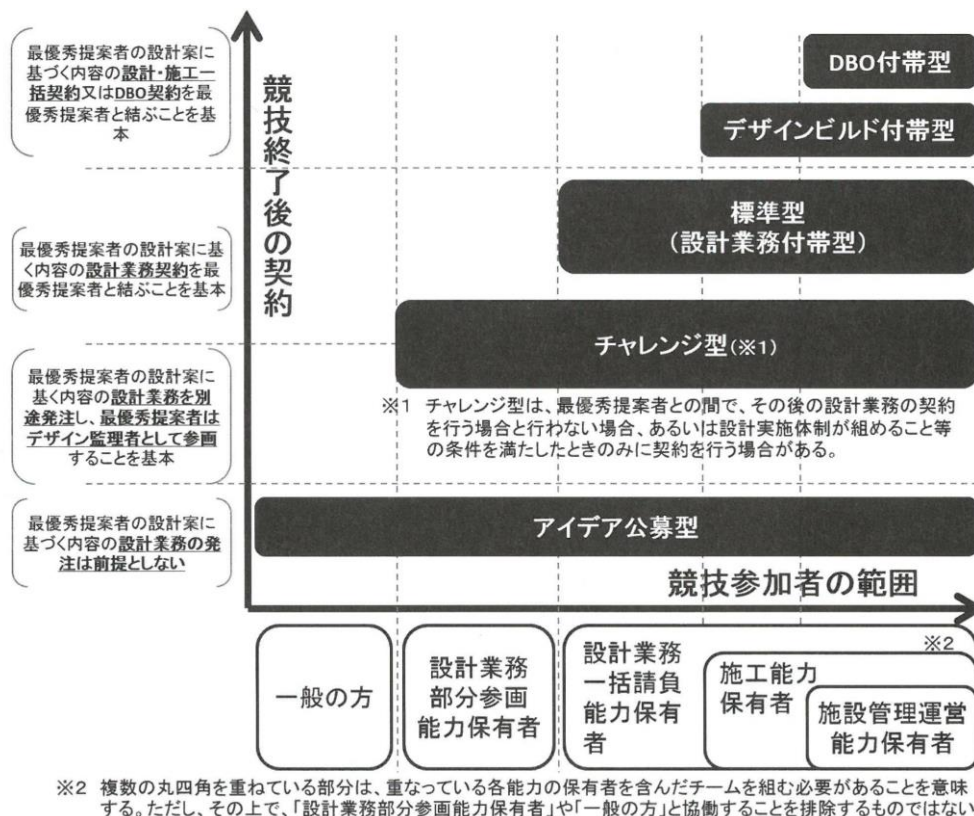 最優秀提案者の設計案に
基づく内容の設計・施工一
括契約又はDBO契約を最
優秀提案者と結ぶことを基
本
最優秀提案者の設計案に基
く内容の設計業務契約を最
優秀提案者と結ぶことを基本
最優秀提案者の設計案に
基く内容の設計業務を別
途発注し、最優秀提案者は
デザイン監理者として参画
することを基本
最優秀提案者の設計案に
基づく内容の設計業務の発
注は前提としない
競技終了後の契約
DBO付帯型
デザインビルド付帯型
標準型
(設計業務付帯型)
チャレンジ型(※1)
※1 チャレンジ型は、最優秀提案者との間で、その後の設計業務の契約
を行う場合と行わない場合、あるいは設計実施体制が組めること等
の条件を満たしたときのみに契約を行う場合がある。
アイデア公募型
競技参加者の範囲
一般の方
設計業務
部分参画
能力保有者
設計業務
一括請負
能力保有
者
※2
施工能力
保有者
施設管理運営
能力保有者
※2 複数の丸四角を重ねている部分は、重なっている各能力の保有者を含んだチームを組む必要があることを意味
する。ただし、その上で、「設計業務部分参画能力保有者」や「一般の方」と協働することを排除するものではない